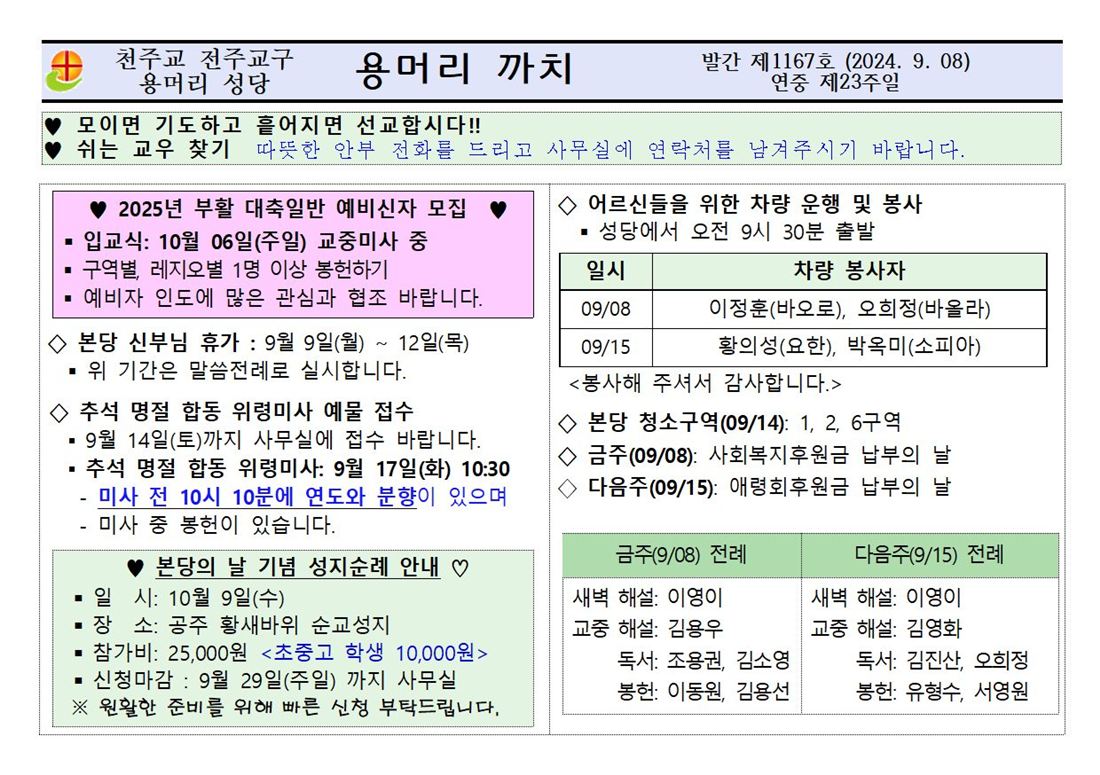 천주교 전주교구
용머리 성당
용머리 까치
발간 제1167호 (2024. 9. 08)
연중 제23주일
♥ 모이면 기도하고 흩어지면 선교합시다!!
♥ 쉬는 교우 찾기 따뜻한 안부 전화를 드리고 사무실에 연락처를 남겨주시기 바랍니다.
♥ 2025년 부활 대축일반 예비신자 모집 ♥
▪ 입교식: 10월 06일(주일) 교중미사 중
▪ 구역별, 레지오별 1명 이상 봉헌하기
▪ 예비자 인도에 많은 관심과 협조 바랍니다.
◇ 본당 신부님 휴가 : 9월 9일(월) ~ 12일(목)
▪ 위 기간은 말씀전례로 실시합니다.
◇ 추석 명절 합동 위령미사 예물 접수
▪ 9월 14일(토)까지 사무실에 접수 바랍니다.
▪ 추석 명절 합동 위령미사: 9월 17일(화) 10:30
- 미사 전 10시 10분에 연도와 분향이 있으며
- 미사 중 봉헌이 있습니다.
♥ 본당의 날 기념 성지순례 안내 ♡
▪ 일 시: 10월 9일(수)
▪ 장 소: 공주 황새바위 순교성지
▪ 참가비: 25,000원 <초중고 학생 10,000원>
▪ 신청마감 : 9월 29일(주일) 까지 사무실
※ 원활한 준비를 위해 빠른 신청 부탁드립니다.
◇ 어르신들을 위한 차량 운행 및 봉사
▪ 성당에서 오전 9시 30분 출발
일시 차량 봉사자
09/08 이정훈(바오로), 오희정(바올라)
09/15 황의성(요한), 박옥미(소피아)
<봉사해 주셔서 감사합니다.>
◇ 본당 청소구역(09/14): 1, 2, 6구역
◇ 금주(09/08): 사회복지후원금 납부의 날
◇ 다음주(09/15): 애령회후원금 납부의 날
금주(9/08) 전례 다음주(9/15) 전례
새벽 해설: 이영이 새벽 해설: 이영이
교중 해설: 김용우 교중 해설: 김영화
독서: 조용권, 김소영 독서: 김진산, 오희정
봉헌: 이동원, 김용선 봉헌: 유형수, 서영원